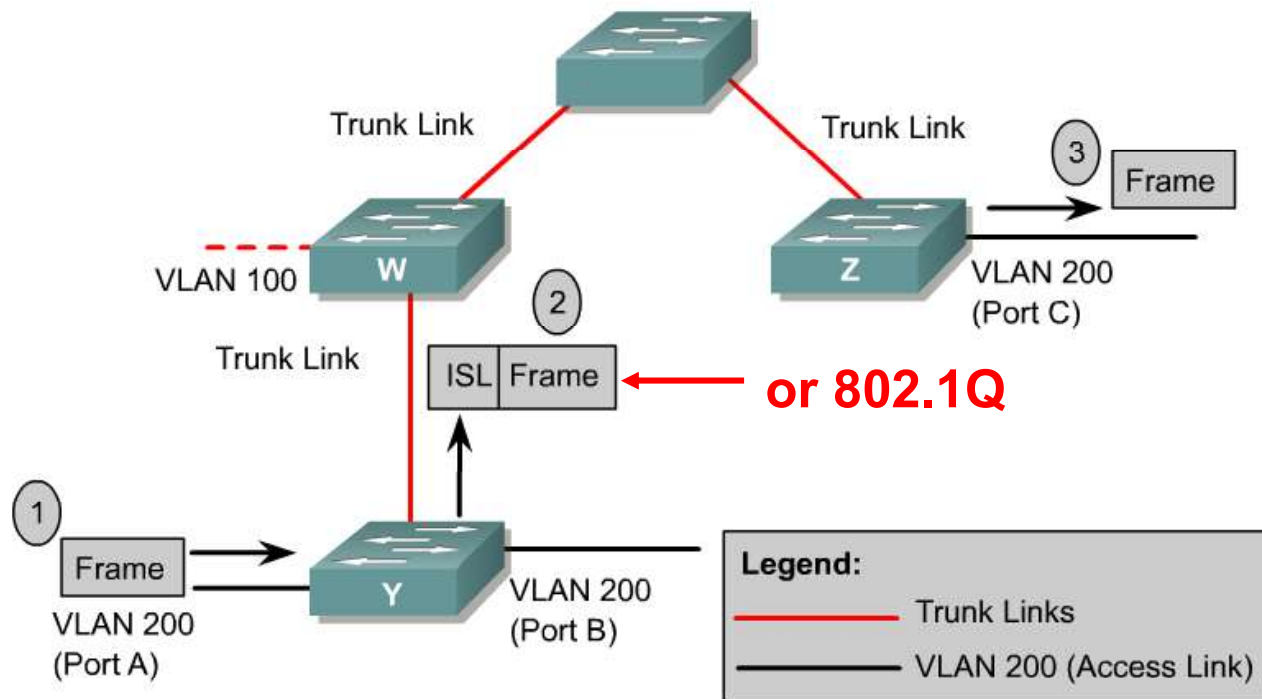 Trunk Link
Trunk Link
3
Frame
W
VLAN 100
Z
VLAN 200
(Port C)
2
Trunk Link
ISL
Frame
or 802.1Q
1
Frame
VLAN 200
(Port A)
Y
VLAN 200
(Port B)
Legend:
Trunk Links
VLAN 200 (Access Link)